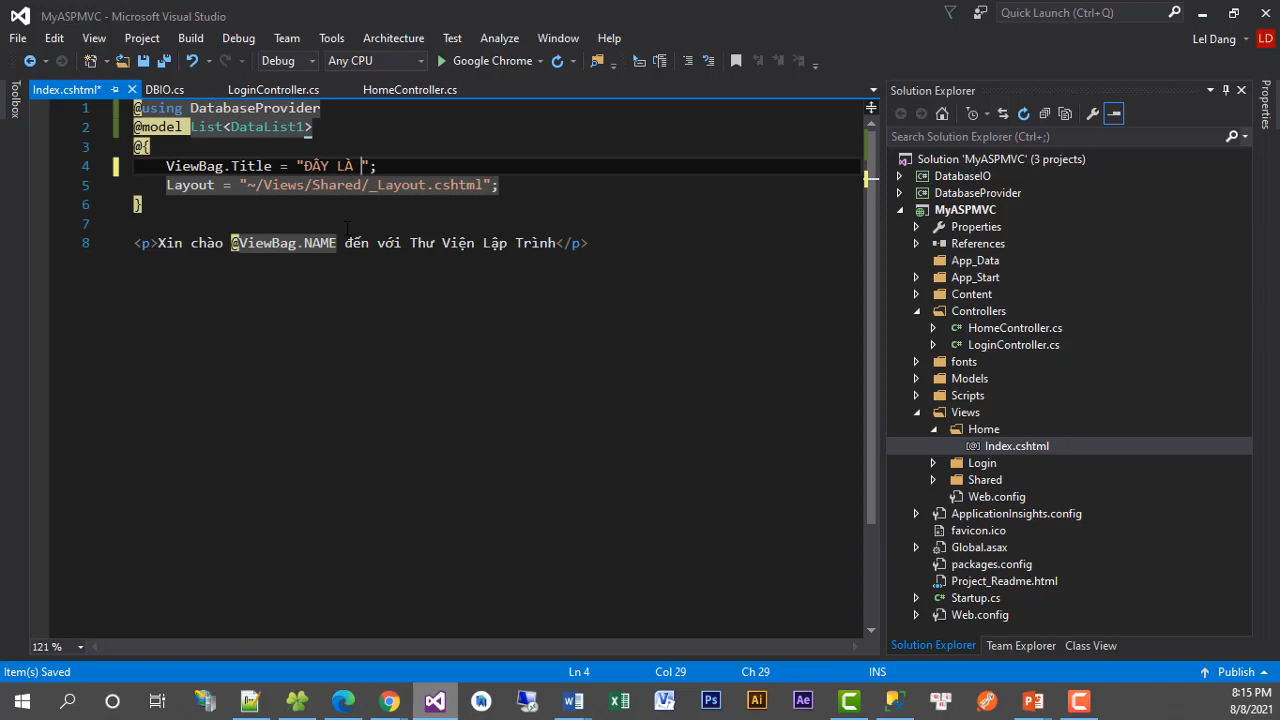 MyASPMVC - Microsoft Visual Studio
Quick Launch (Ctrl+Q)
File Edit View Project Build Debug Team Tools Architecture Test Analyze Window Help
Lel Dang LD
Debug Any CPU Google Chrome
Toolbox
Index.cshtml* DBIO.cs LoginController.cs HomeController.cs
1 @using DatabaseProvider
2 @model List<DataList1>
3 @{
4 ViewBag.Title = "ĐÂY LÀ ";
5 Layout = "~/Views/Shared/_Layout.cshtml";
6 }
7
8 <p>Xin chào @ViewBag.NAME đến với Thư Viện Lập Trình</p>
121 %
Solution Explorer
Search Solution Explorer (Ctrl+;)
Solution 'MyASPMVC' (3 projects)
DatabaseIO
DatabaseProvider
MyASPMVC
Properties
References
App_Data
App_Start
Content
Controllers
HomeController.cs
LoginController.cs
fonts
Models
Scripts
Views
Home
Index.cshtml
Login
Shared
Web.config
ApplicationInsights.config
favicon.ico
Global.asax
packages.config
Project_Readme.html
Startup.cs
Web.config
Solution Explorer Team Explorer Class View
Properties
Item(s) Saved Ln 4 Col 29 Ch 29 INS Publish
Ps Ai Ae
8:15 PM
8/8/2021